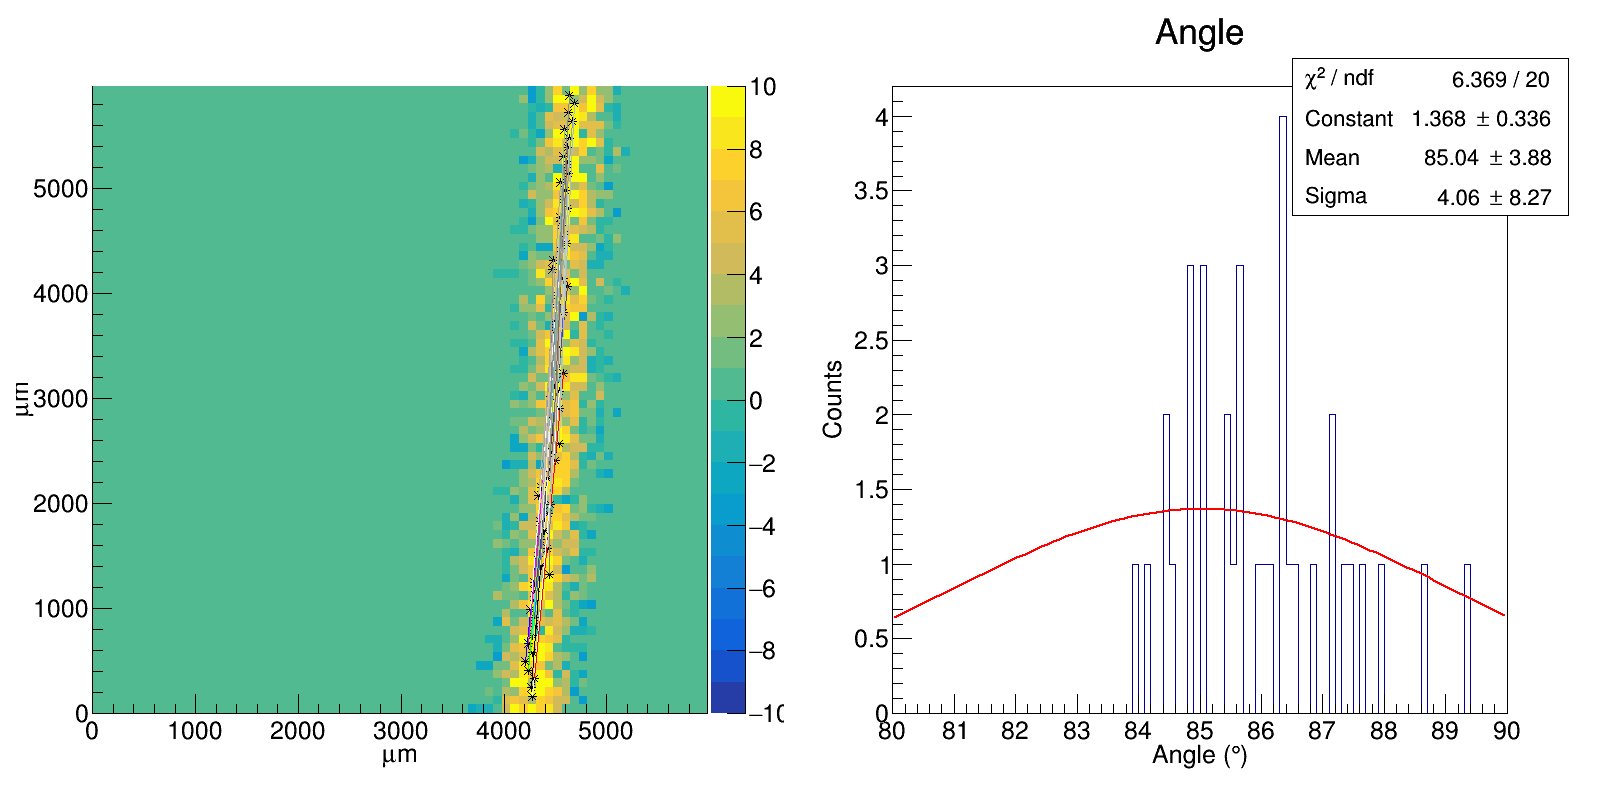 Angle
χ² / ndf 6.369 / 20
Constant 1.368 ± 0.336
Mean 85.04 ± 3.88
Sigma 4.06 ± 8.27
10
8
6
4
2
0
−2
−4
−6
−8
−10
5000
4000
3000
2000
1000
0
μm
0 1000 2000 3000 4000 5000
μm
4
3.5
3
2.5
2
1.5
1
0.5
0
Counts
80 81 82 83 84 85 86 87 88 89 90
Angle (°)